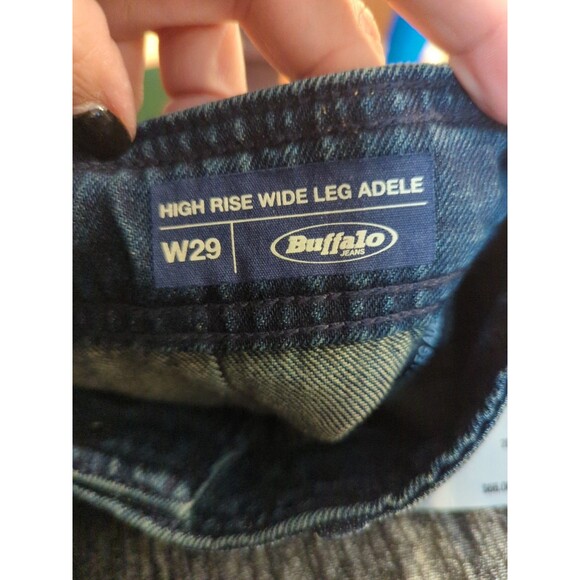 HIGH RISE WIDE LEG ADELE
W29
Buffalo
JEANS